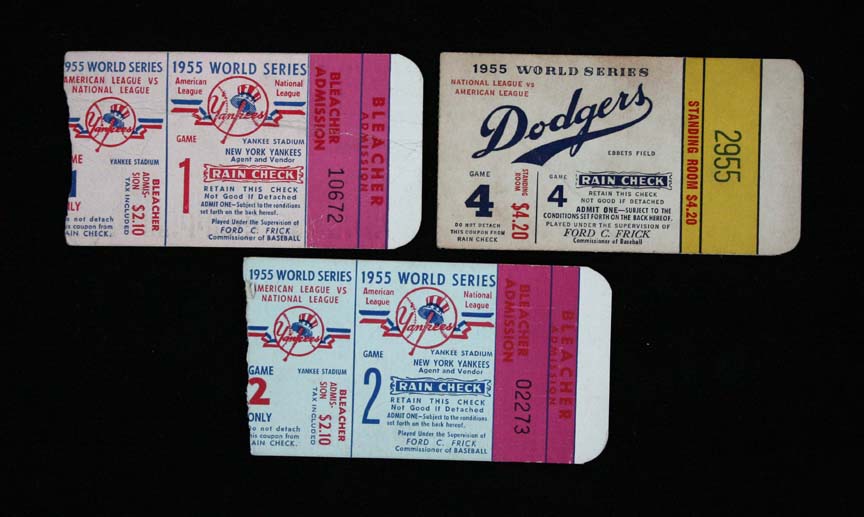 1955 WORLD SERIES
AMERICAN LEAGUE VS
NATIONAL LEAGUE
Yankees
YANKEE STADIUM
1
BLEACHER
ADMIS-
SION
$2.10
TAX INCLUDED
ONLY
o not detach
is coupon from
AIN CHECK.
1955 WORLD SERIES
American
League
National
League
Yankees
YANKEE STADIUM
GAME
1
NEW YORK YANKEES
Agent and Vendor
RAIN CHECK
RETAIN THIS CHECK
Not Good if Detached
ADMIT ONE—Subject to the conditions
set forth on the back hereof.
Played Under the Supervision of
FORD C. FRICK
Commissioner of BASEBALL
BLEACHER
ADMISSION
10672
BLEACHER
ADMISSION
1955 WORLD SERIES
NATIONAL LEAGUE VS
AMERICAN LEAGUE
Dodgers
EBBETS FIELD
GAME
4
DO NOT DETACH
THIS COUPON FROM
RAIN CHECK
STANDING
ROOM
$4.20
GAME
4
RAIN CHECK
RETAIN THIS CHECK
NOT GOOD IF DETACHED
ADMIT ONE—SUBJECT TO THE
CONDITIONS SET FORTH ON THE BACK HEREOF.
PLAYED UNDER THE SUPERVISION OF
FORD C. FRICK
Commissioner of Baseball
STANDING ROOM $4.20
2955
1955 WORLD SERIES
MERICAN LEAGUE VS
NATIONAL LEAGUE
Yankees
YANKEE STADIUM
GAME
2
ONLY
o not detach
is coupon from
AIN CHECK.
BLEACHER
ADMIS-
SION
$2.10
TAX INCLUDED
1955 WORLD SERIES
American
League
National
League
Yankees
YANKEE STADIUM
GAME
2
NEW YORK YANKEES
Agent and Vendor
RAIN CHECK
RETAIN THIS CHECK
Not Good if Detached
ADMIT ONE—Subject to the conditions
set forth on the back hereof.
Played Under the Supervision of
FORD C. FRICK
Commissioner of BASEBALL
BLEACHER
ADMISSION
02273
BLEACHER
ADMISSION